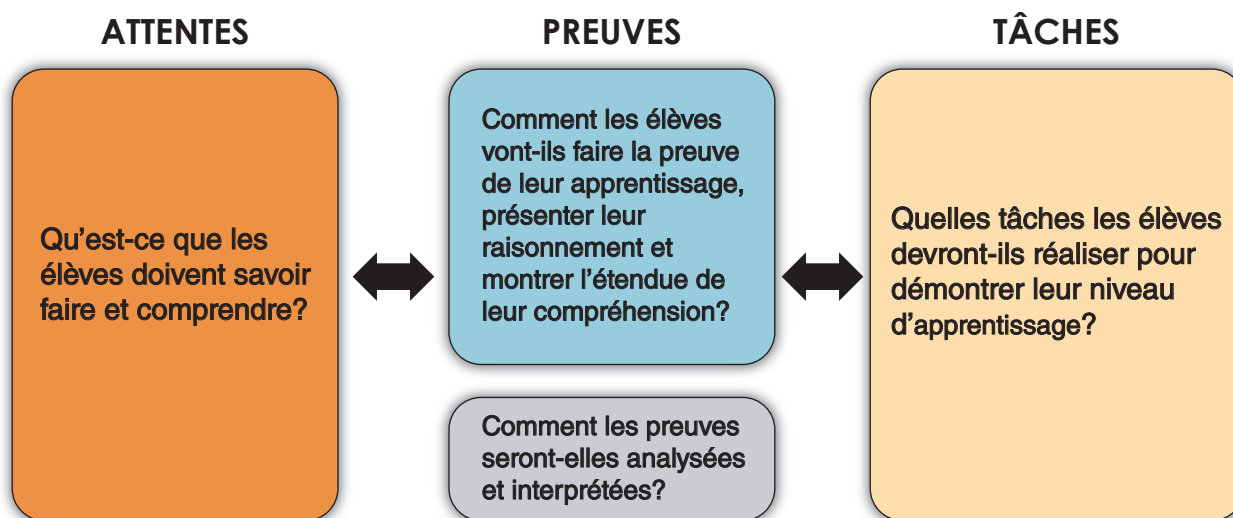 ATTENTES
Qu’est-ce que les
élèves doivent savoir
faire et comprendre?
PREUVES
Comment les élèves
vont-ils faire la preuve
de leur apprentissage,
présenter leur
raisonnement et
montrer l’étendue de
leur compréhension?
Comment les preuves
seront-elles analysées
et interprétées?
TÂCHES
Quelles tâches les élèves
devront-ils réaliser pour
démontrer leur niveau
d’apprentissage?